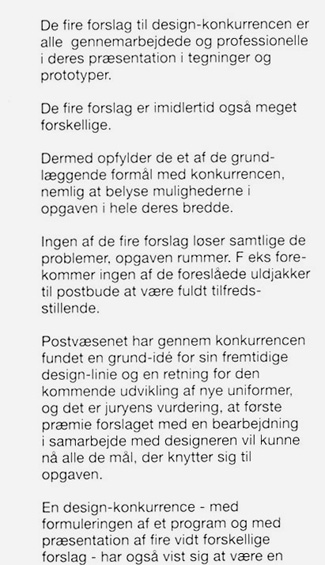 De fire forslag til design-konkurrencen er
alle gennemarbejdede og professionelle
i deres præsentation i tegninger og
prototyper.
De fire forslag er imidlertid også meget
forskellige.
Dermed opfylder de et af de grund-
læggende formål med konkurrencen,
nemlig at belyse mulighederne i
opgaven i hele deres bredde.
Ingen af de fire forslag løser samtlige de
problemer, opgaven rummer. F eks fore-
kommer ingen af de foreslåede uldjakker
til postbude at være fuldt tilfreds-
stillende.
Postvæsenet har gennem konkurrencen
fundet en grund-idé for sin fremtidige
design-linie og en retning for den
kommende udvikling af nye uniformer,
og det er juryens vurdering, at første
præmie forslaget med en bearbejdning
i samarbejde med designeren vil kunne
nå alle de mål, der knytter sig til
opgaven.
En design-konkurrence - med
formuleringen af et program og med
præsentation af fire vidt forskellige
forslag - har også vist sig at være en